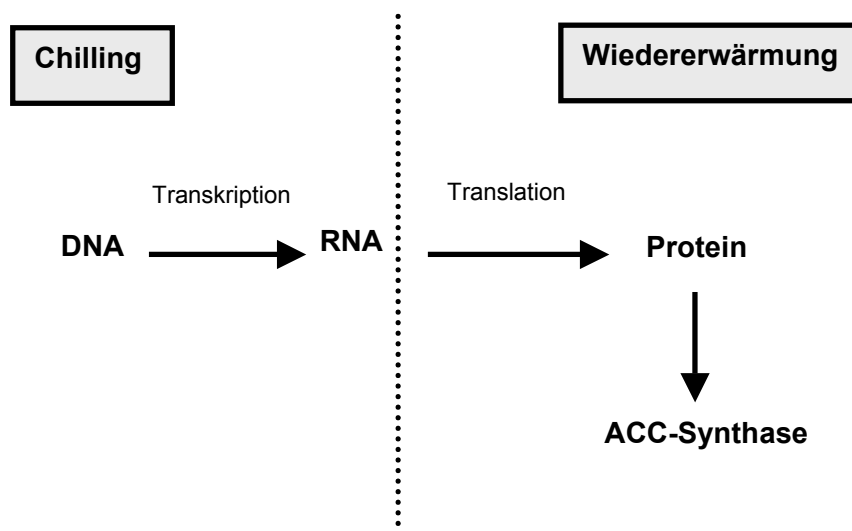 Chilling
Wiedererwärmung
Transkription
Translation
DNA
RNA
Protein
ACC-Synthase